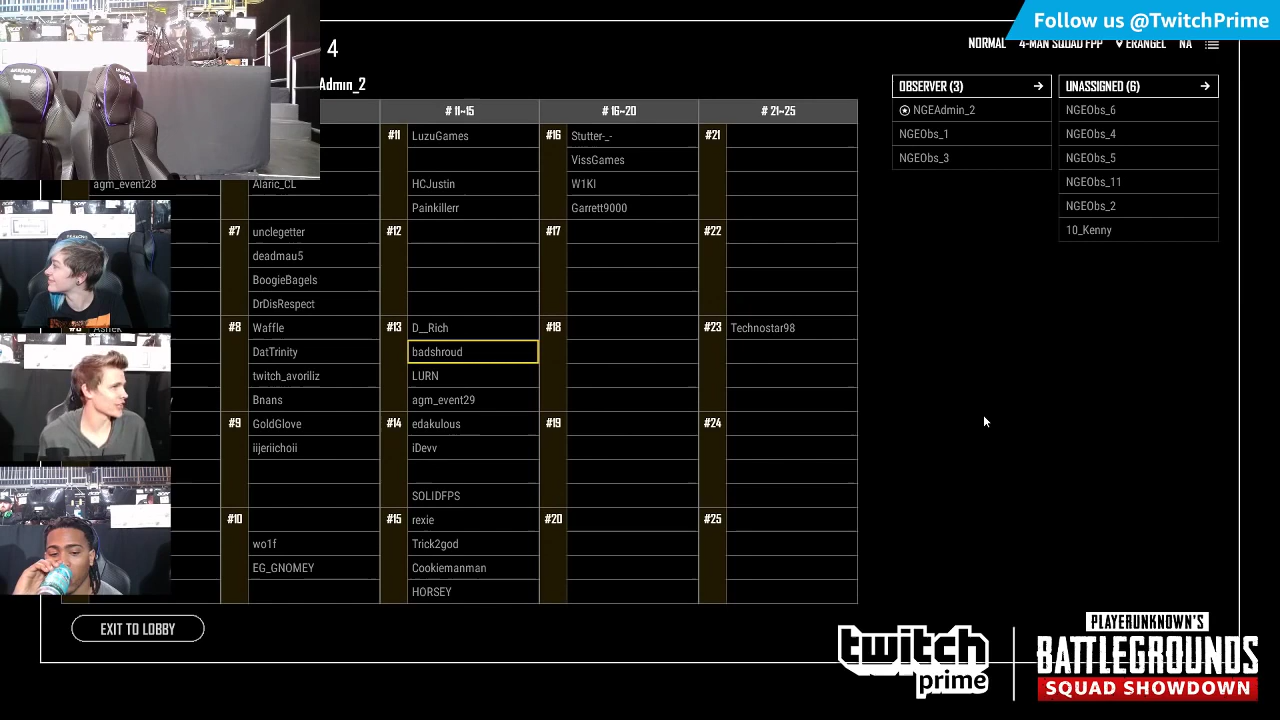 Follow us @TwitchPrime
4
NORMAL 4-MAN SQUAD FPP ERANGEL NA
Admin_2
OBSERVER (3)
NGEAdmin_2
NGEObs_1
NGEObs_3
UNASSIGNED (6)
NGEObs_6
NGEObs_4
NGEObs_5
NGEObs_11
NGEObs_2
10_Kenny
agm_event28
Alaric_CL
#7 unclegetter
deadmau5
BoogieBagels
DrDisRespect
#8 Waffle
DatTrinity
twitch_avoriliz
Bnans
#9 GoldGlove
iijeriichoii
#10
wo1f
EG_GNOMEY
# 11~15
#11 LuzuGames
HCJustin
Painkillerr
#12
#13 D__Rich
badshroud
LURN
agm_event29
#14 edakulous
iDevv
SOLIDFPS
#15 rexie
Trick2god
Cookiemanman
HORSEY
# 16~20
#16 Stutter-_-
VissGames
W1KI
Garrett9000
#17
#18
#19
#20
# 21~25
#21
#22
#23 Technostar98
#24
#25
EXIT TO LOBBY
twitch
prime
PLAYERUNKNOWN'S
BATTLEGROUNDS
SQUAD SHOWDOWN